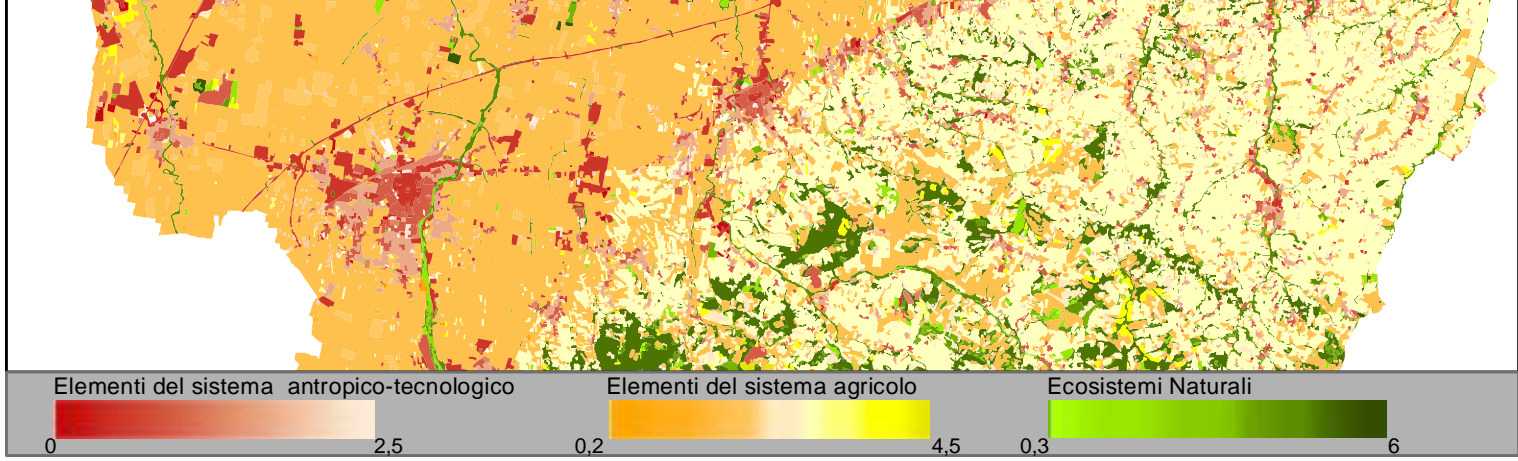 Elementi del sistema antropico-tecnologico
Elementi del sistema agricolo
Ecosistemi Naturali
0
2,5
0,2
4,5
0,3
6